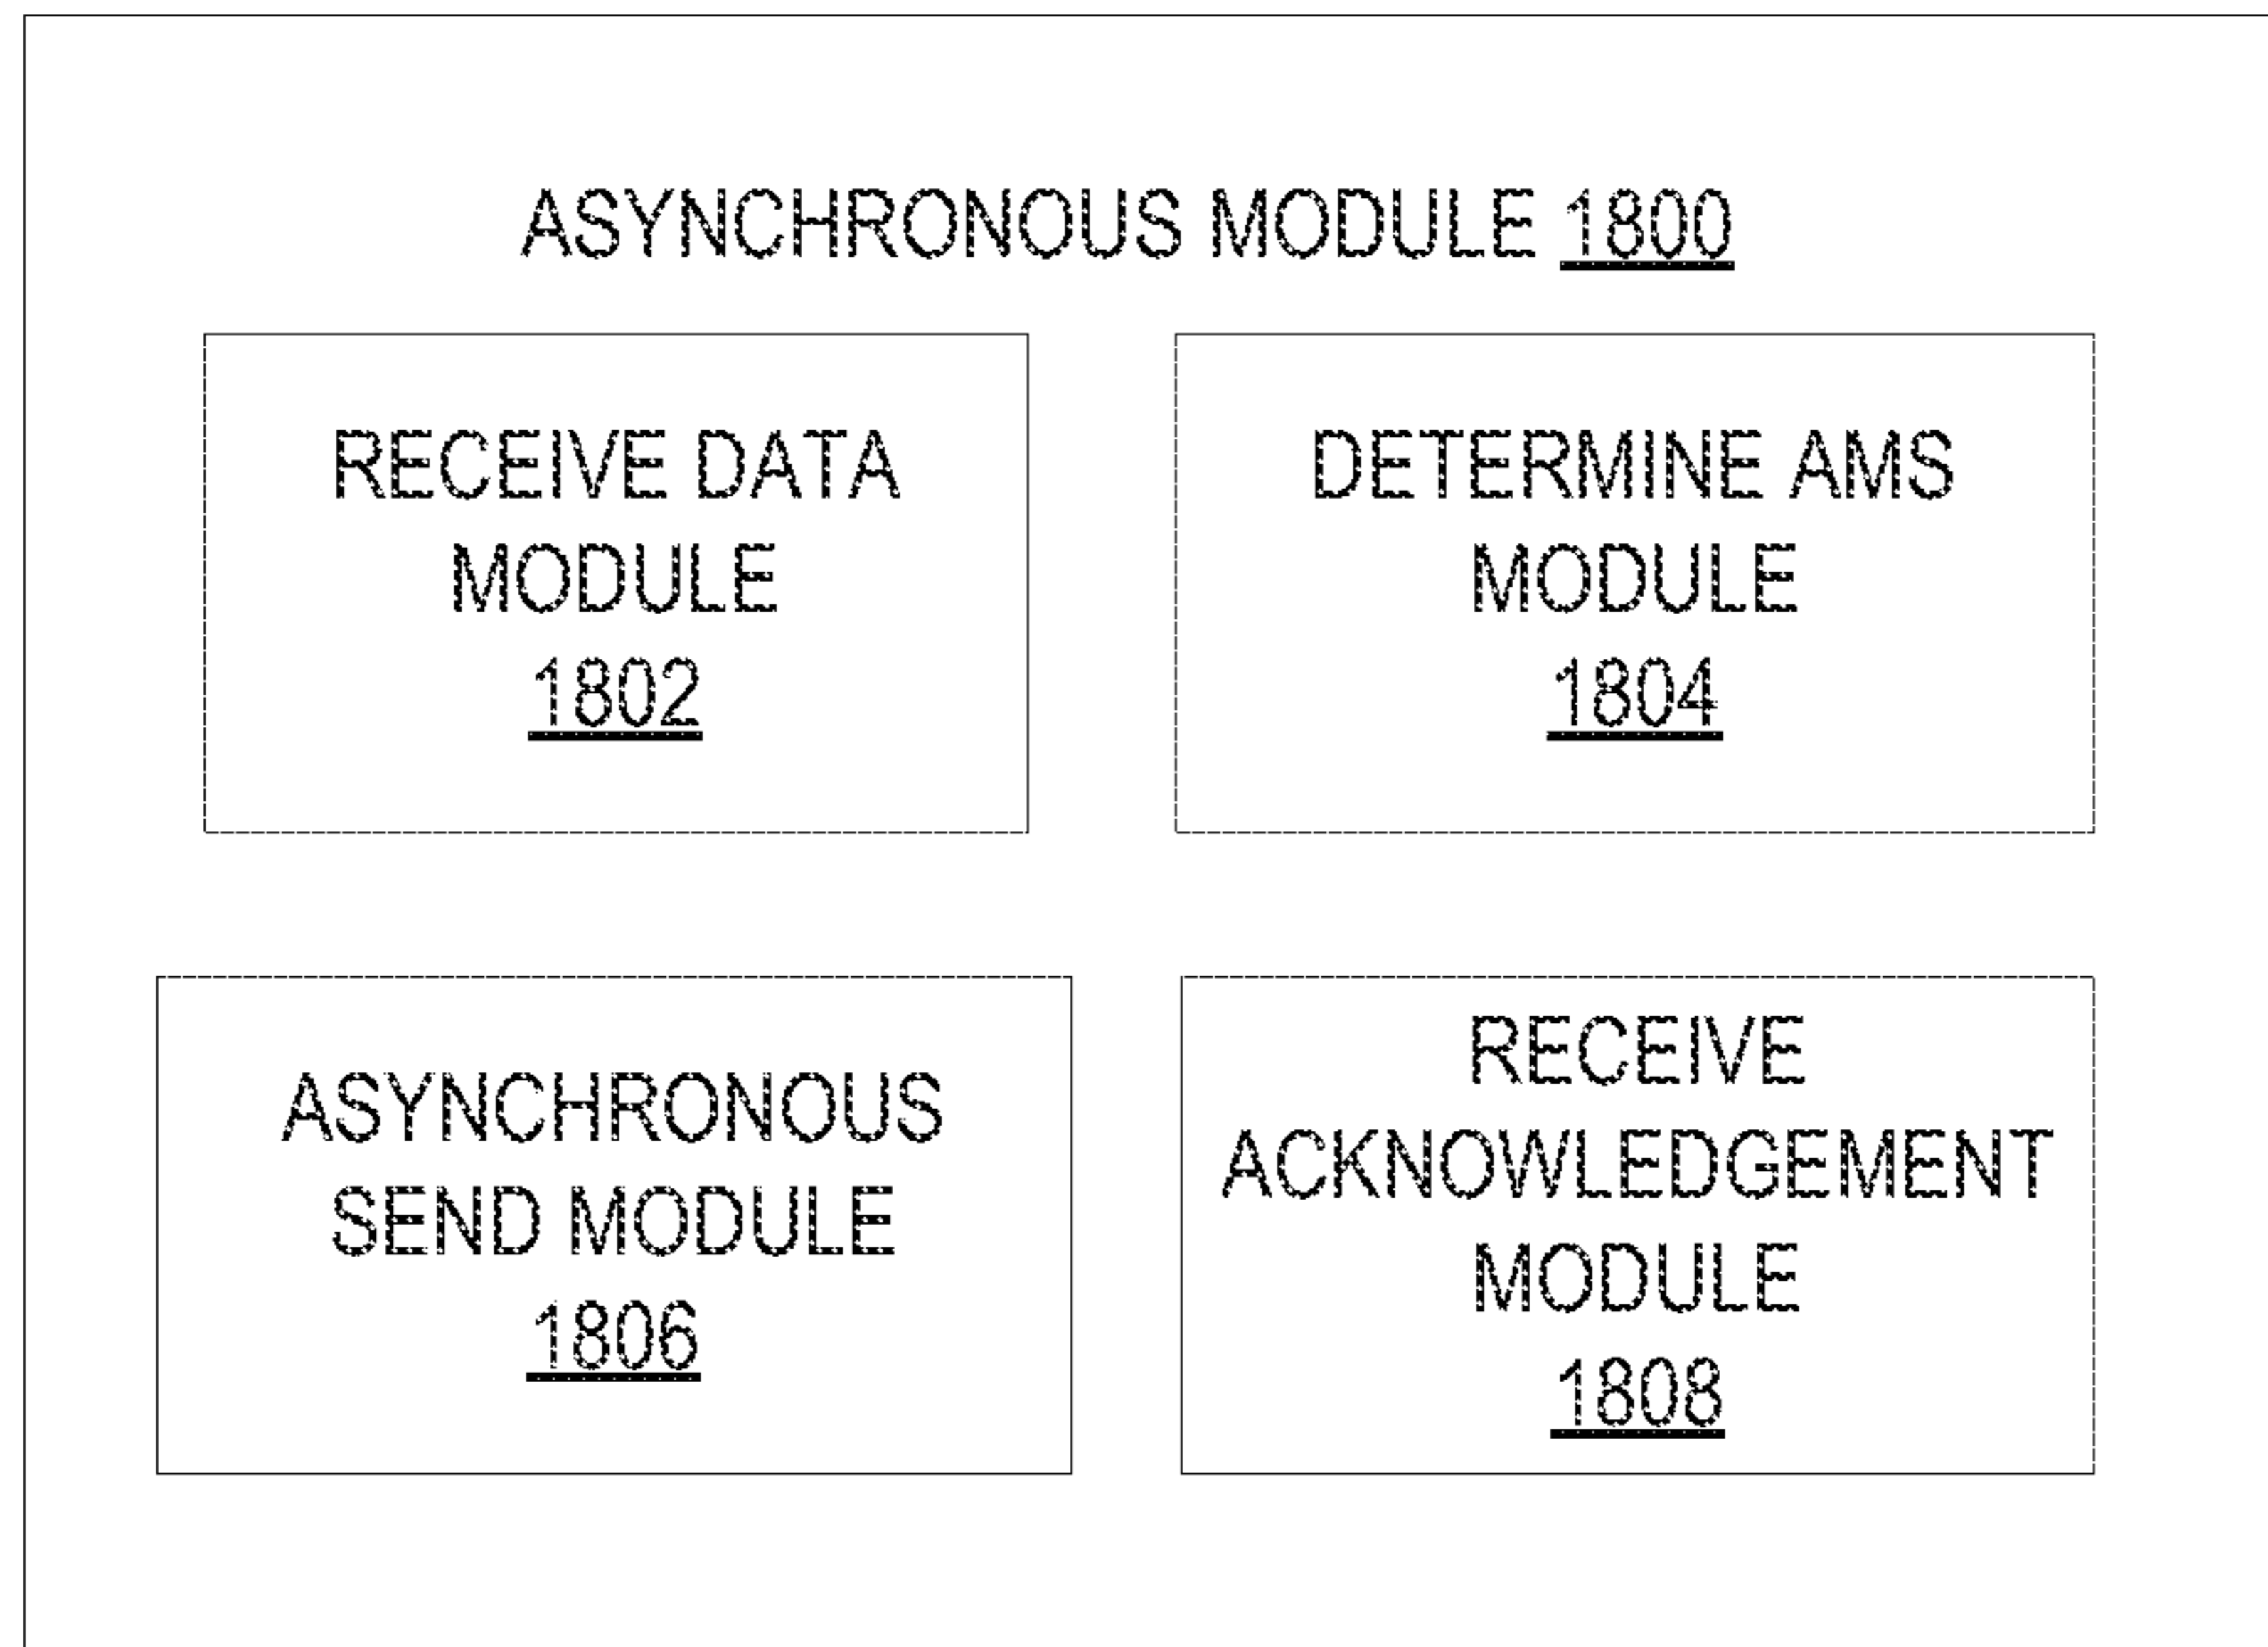 ASYNCHRONOUS MODULE 1800
RECEIVE DATA
MODULE
1802
DETERMINE AMS
MODULE
1804
ASYNCHRONOUS
SEND MODULE
1806
RECEIVE
ACKNOWLEDGEMENT
MODULE
1808